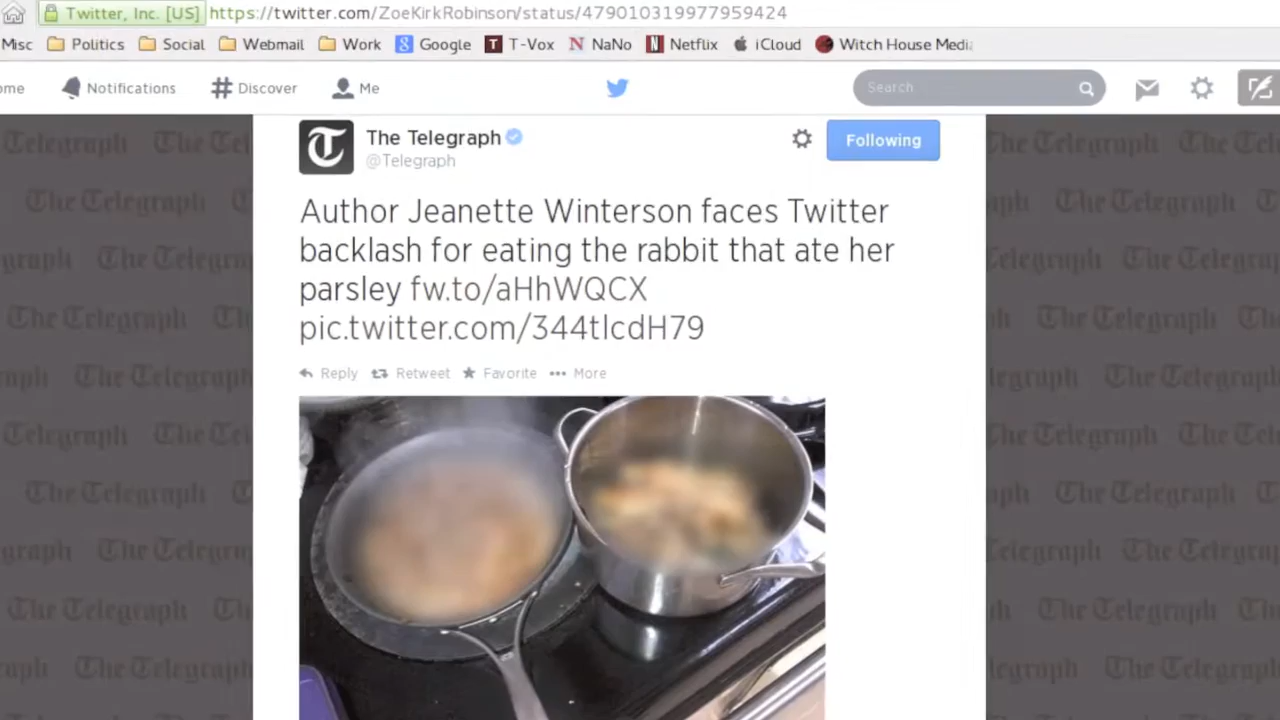 Twitter, Inc. [US] https://twitter.com/ZoeKirkRobinson/status/479010319977959424
Misc Politics Social Webmail Work Google T-Vox NaNo Netflix iCloud Witch House Media
ome Notifications Discover Me Search
The Telegraph Following
@Telegraph
Author Jeanette Winterson faces Twitter
backlash for eating the rabbit that ate her
parsley fw.to/aHhWQCX
pic.twitter.com/344tlcdH79
Reply Retweet Favorite More